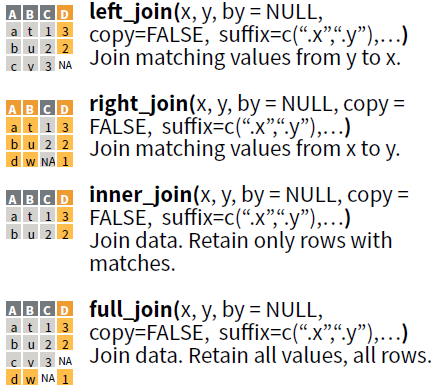 A B C D
a t 1 3
b u 2 2
c v 3 NA
left_join(x, y, by = NULL,
copy=FALSE, suffix=c(“.x”,“.y”),…)
Join matching values from y to x.
A B C D
a t 1 3
b u 2 2
d w NA 1
right_join(x, y, by = NULL, copy =
FALSE, suffix=c(“.x”,“.y”),…)
Join matching values from x to y.
A B C D
a t 1 3
b u 2 2
inner_join(x, y, by = NULL, copy =
FALSE, suffix=c(“.x”,“.y”),…)
Join data. Retain only rows with
matches.
A B C D
a t 1 3
b u 2 2
c v 3 NA
d w NA 1
full_join(x, y, by = NULL,
copy=FALSE, suffix=c(“.x”,“.y”),…)
Join data. Retain all values, all rows.